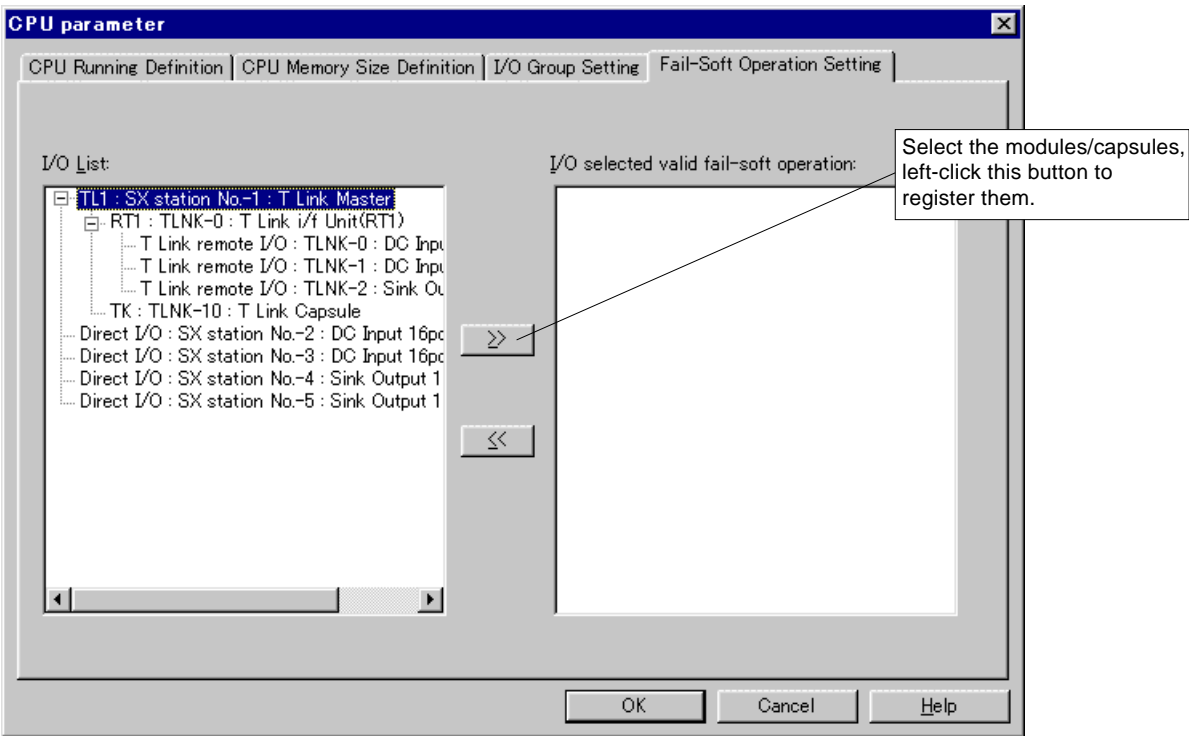 CPU parameter
CPU Running Definition
CPU Memory Size Definition
I/O Group Setting
Fail-Soft Operation Setting
I/O List:
I/O selected valid fail-soft operation:
Select the modules/capsules,
left-click this button to
register them.
TL1 : SX station No.-1 : T Link Master
RT1 : TLNK-0 : T Link i/f Unit(RT1)
T Link remote I/O : TLNK-0 : DC Inpu
T Link remote I/O : TLNK-1 : DC Inpu
T Link remote I/O : TLNK-2 : Sink Ou
TK : TLNK-10 : T Link Capsule
Direct I/O : SX station No.-2 : DC Input 16po
Direct I/O : SX station No.-3 : DC Input 16po
Direct I/O : SX station No.-4 : Sink Output 1
Direct I/O : SX station No.-5 : Sink Output 1
>>
<<
OK
Cancel
Help